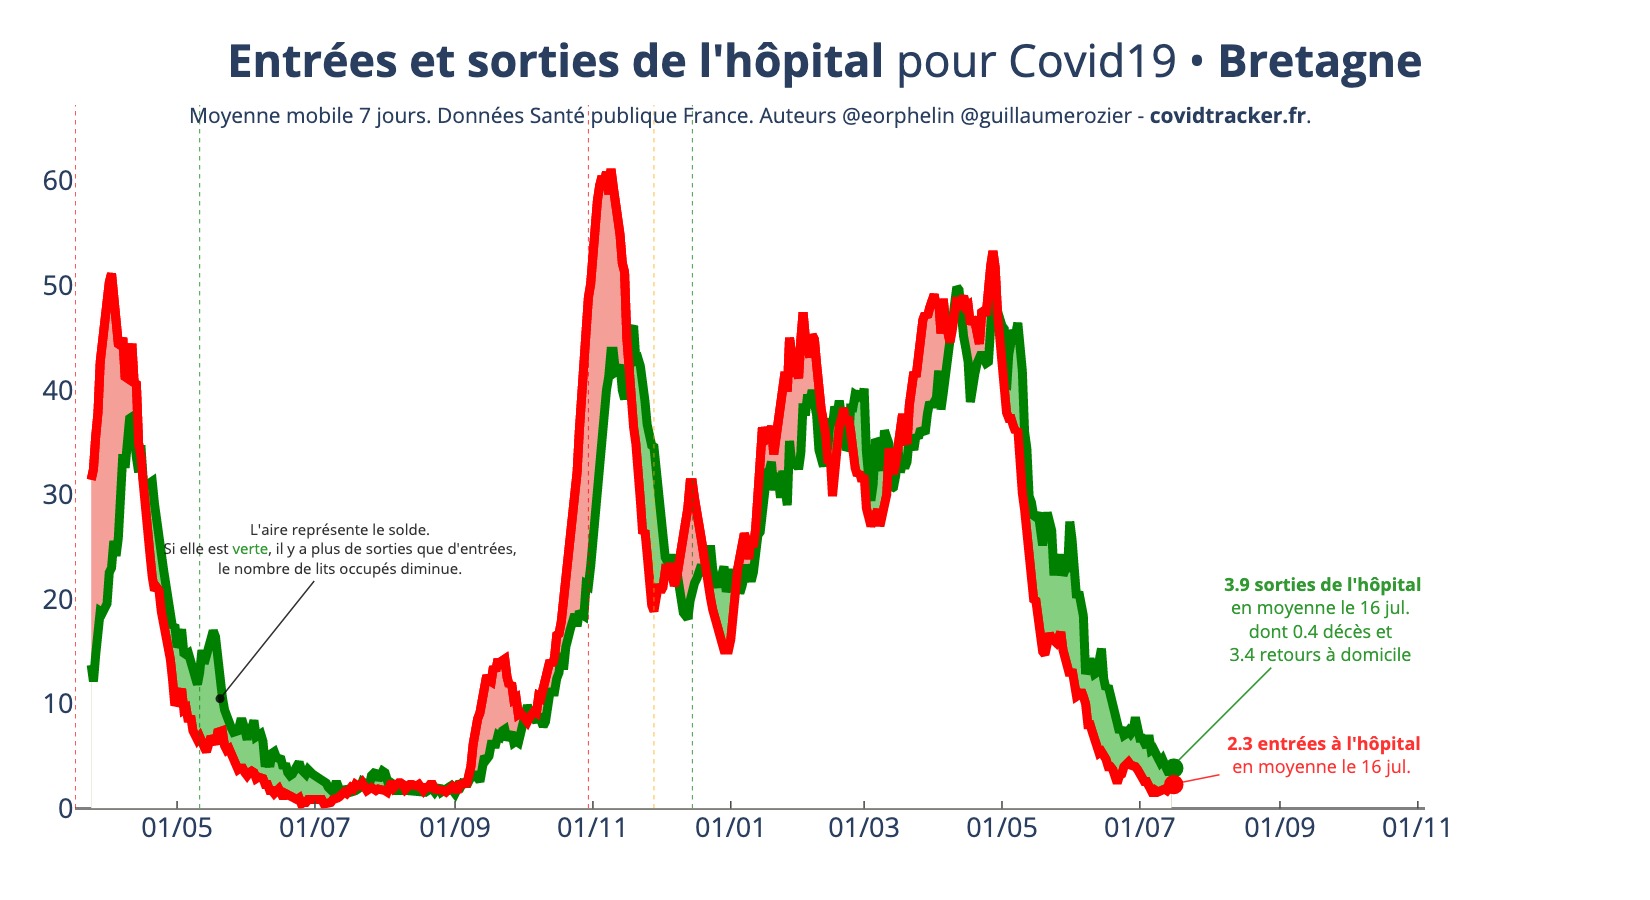 Entrées et sorties de l'hôpital pour Covid19 • Bretagne
Moyenne mobile 7 jours. Données Santé publique France. Auteurs @eorphelin @guillaumerozier - covidtracker.fr.
60
50
40
30
20
10
0
L'aire représente le solde.
Si elle est verte, il y a plus de sorties que d'entrées,
le nombre de lits occupés diminue.
3.9 sorties de l'hôpital
en moyenne le 16 jul.
dont 0.4 décès et
3.4 retours à domicile
2.3 entrées à l'hôpital
en moyenne le 16 jul.
01/05 01/07 01/09 01/11 01/01 01/03 01/05 01/07 01/09 01/11